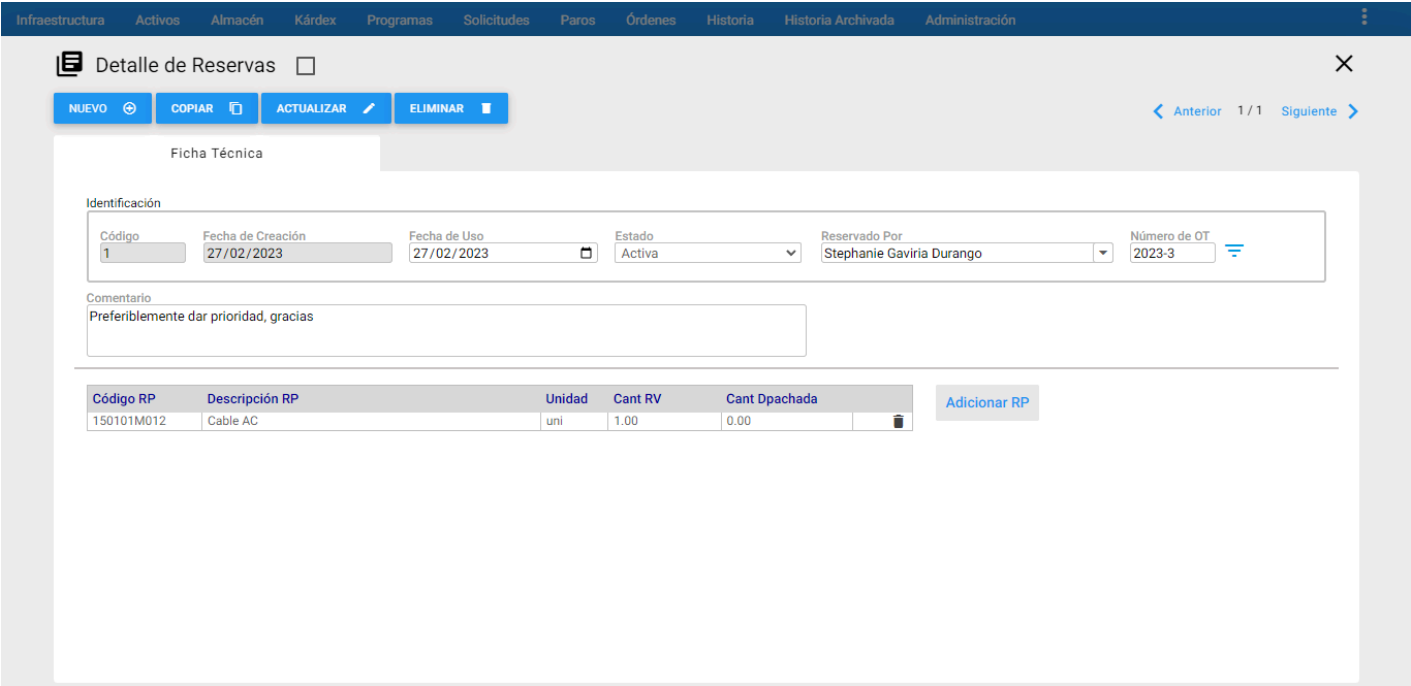 Infraestructura Activos Almacén Kárdex Programas Solicitudes Paros Órdenes Historia Historia Archivada Administración
Detalle de Reservas
NUEVO COPIAR ACTUALIZAR ELIMINAR
Anterior 1 / 1 Siguiente
Ficha Técnica
Identificación
Código Fecha de Creación Fecha de Uso Estado Reservado Por Número de OT
1 27/02/2023 27/02/2023 Activa Stephanie Gaviria Durango 2023-3
Comentario
Preferiblemente dar prioridad, gracias
Código RP Descripción RP Unidad Cant RV Cant Dpachada Adicionar RP
150101M012 Cable AC uni 1.00 0.00